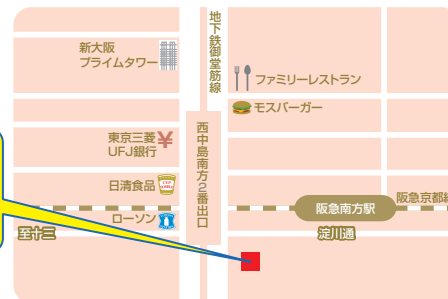 地下鉄御堂筋線
新大阪
プライムタワー
ファミリーレストラン
モスバーガー
西中島南方2番出口
東京三菱
UFJ銀行
日清食品
ローソン
阪急南方駅
阪急京都線
至十三
淀川通